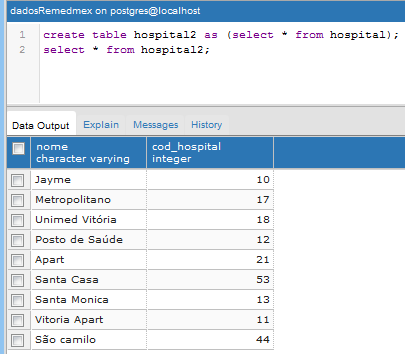 dadosRemedmex on postgres@localhost
1 create table hospital2 as (select * from hospital);
2 select * from hospital2;
Data Output Explain Messages History
nome cod_hospital
character varying integer
Jayme 10
Metropolitano 17
Unimed Vitória 18
Posto de Saúde 12
Apart 21
Santa Casa 53
Santa Monica 13
Vitoria Apart 11
São camilo 44